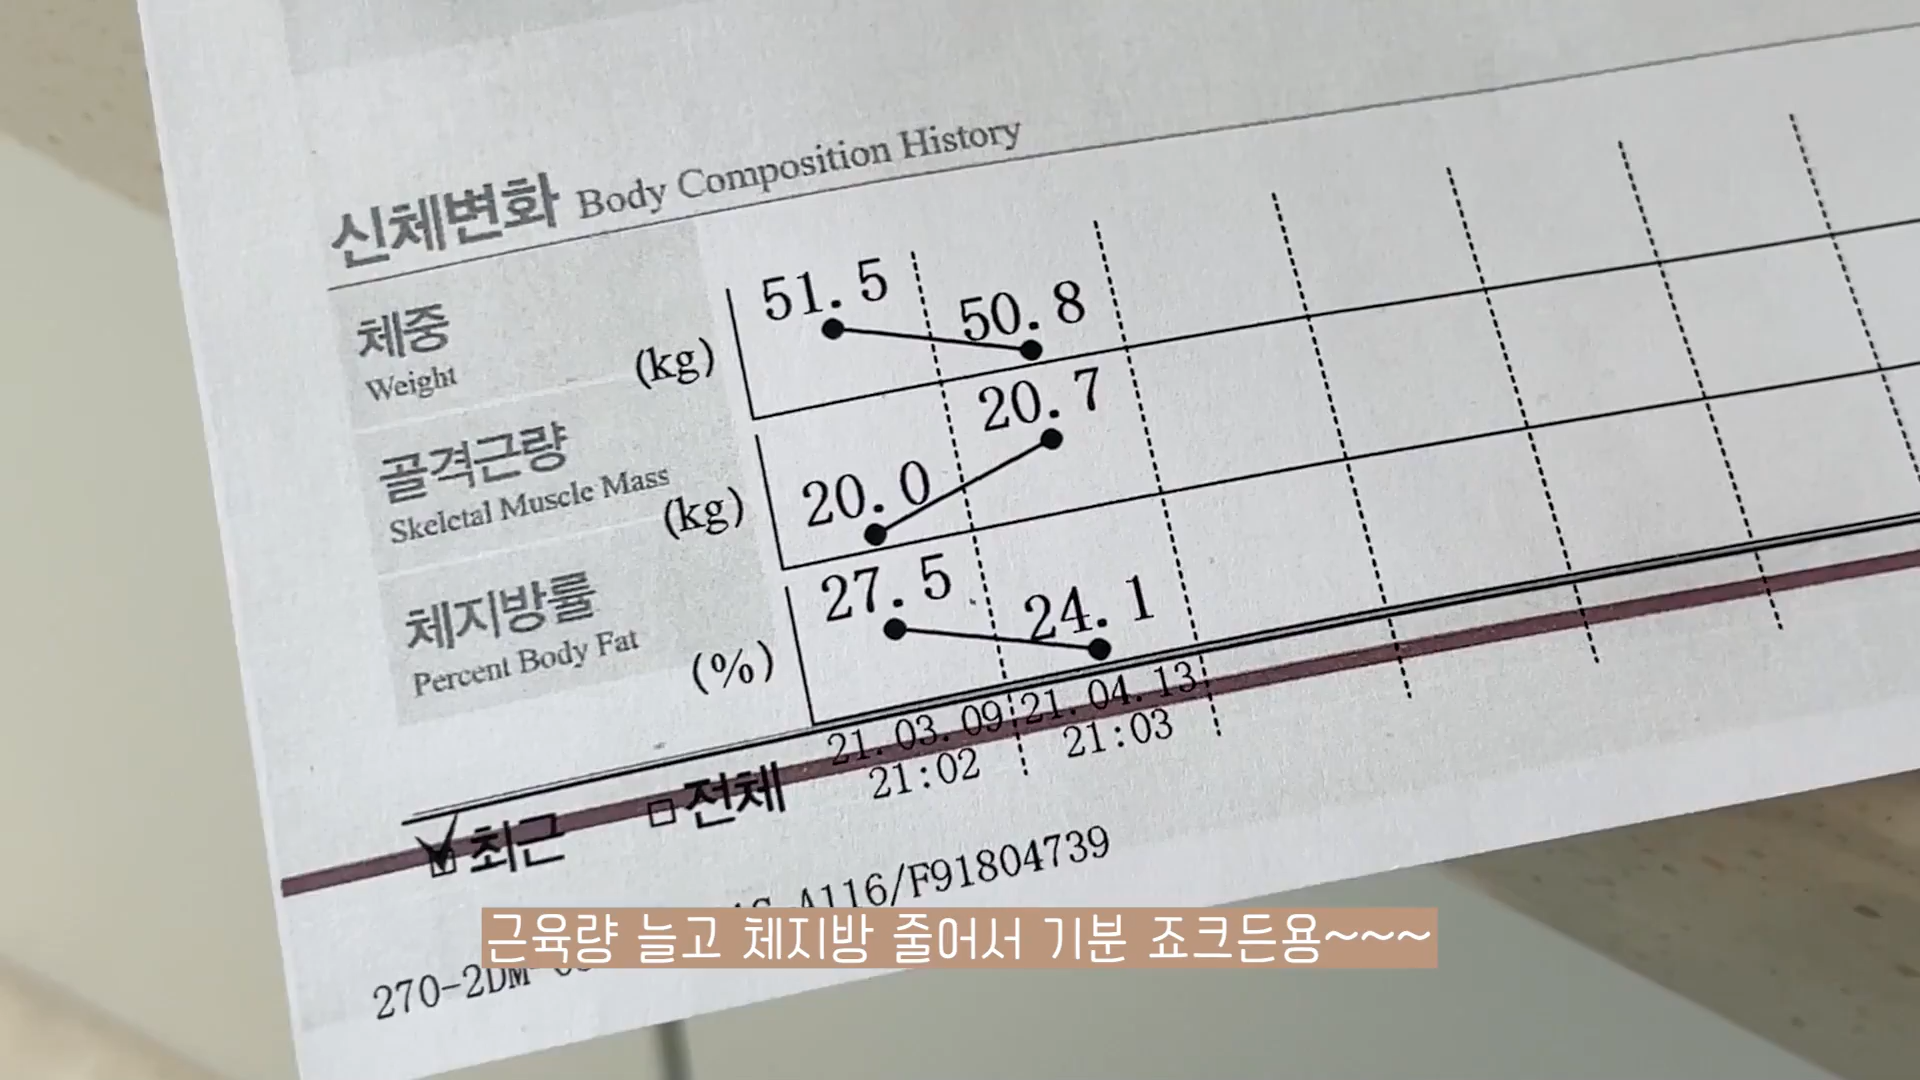 신체변화 Body Composition History
체중
Weight
(kg)
51.5
50.8
골격근량
Skeletal Muscle Mass
(kg)
20.0
20.7
체지방률
Percent Body Fat
(%)
27.5
24.1
21.03.09 21.04.13
21:02 21:03
최근 전체
A116/F91804739
근육량 늘고 체지방 줄어서 기분 죠크든용~~~
270-2DM